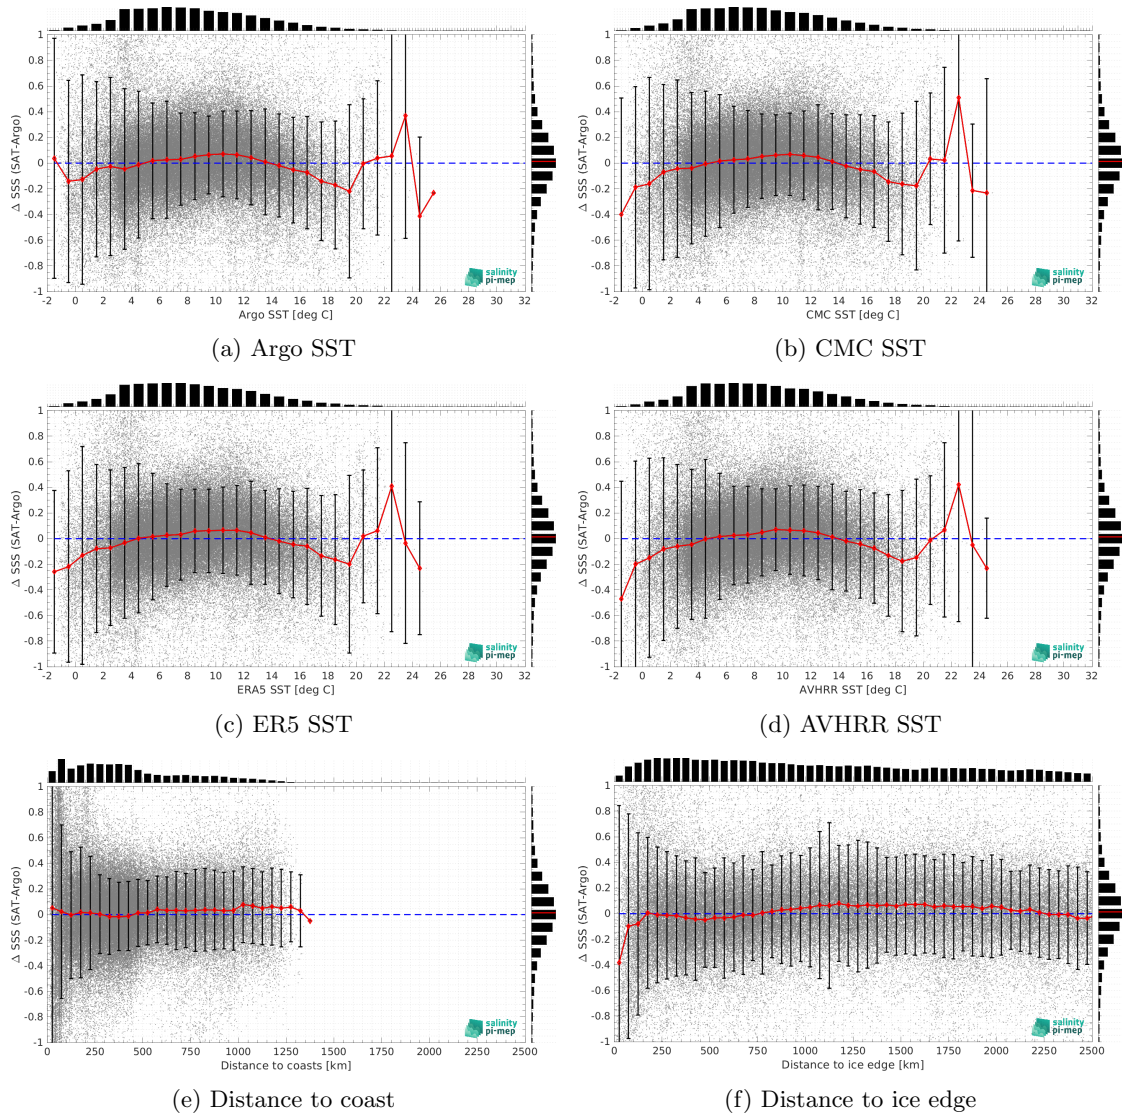 1
0.8
0.6
0.4
0.2
0
-0.2
-0.4
-0.6
-0.8
-1
Δ SSS (SAT-Argo)
-2 0 2 4 6 8 10 12 14 16 18 20 22 24 26 28 30 32
Argo SST [deg C]
salinity
pi-mep
(a) Argo SST
1
0.8
0.6
0.4
0.2
0
-0.2
-0.4
-0.6
-0.8
-1
Δ SSS (SAT-Argo)
-2 0 2 4 6 8 10 12 14 16 18 20 22 24 26 28 30 32
CMC SST [deg C]
salinity
pi-mep
(b) CMC SST
1
0.8
0.6
0.4
0.2
0
-0.2
-0.4
-0.6
-0.8
-1
Δ SSS (SAT-Argo)
-2 0 2 4 6 8 10 12 14 16 18 20 22 24 26 28 30 32
ERA5 SST [deg C]
salinity
pi-mep
(c) ER5 SST
1
0.8
0.6
0.4
0.2
0
-0.2
-0.4
-0.6
-0.8
-1
Δ SSS (SAT-Argo)
-2 0 2 4 6 8 10 12 14 16 18 20 22 24 26 28 30 32
AVHRR SST [deg C]
salinity
pi-mep
(d) AVHRR SST
1
0.8
0.6
0.4
0.2
0
-0.2
-0.4
-0.6
-0.8
-1
Δ SSS (SAT-Argo)
0 250 500 750 1000 1250 1500 1750 2000 2250 2500
Distance to coasts [km]
salinity
pi-mep
(e) Distance to coast
1
0.8
0.6
0.4
0.2
0
-0.2
-0.4
-0.6
-0.8
-1
Δ SSS (SAT-Argo)
0 250 500 750 1000 1250 1500 1750 2000 2250 2500
Distance to ice edge [km]
salinity
pi-mep
(f) Distance to ice edge